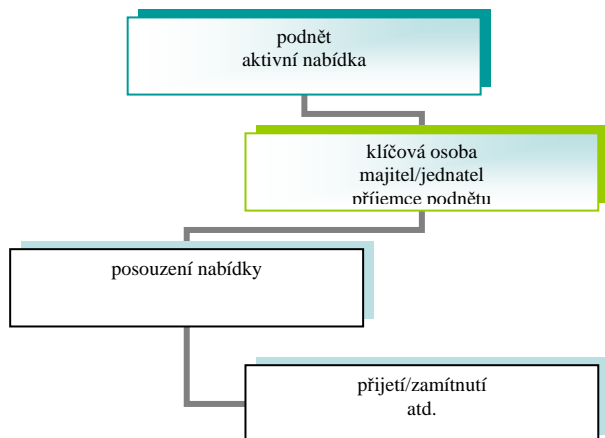 podnět
aktivní nabídka
klíčová osoba
majitel/jednatel
příjemce podnětu
posouzení nabídky
přijetí/zamítnutí
atd.